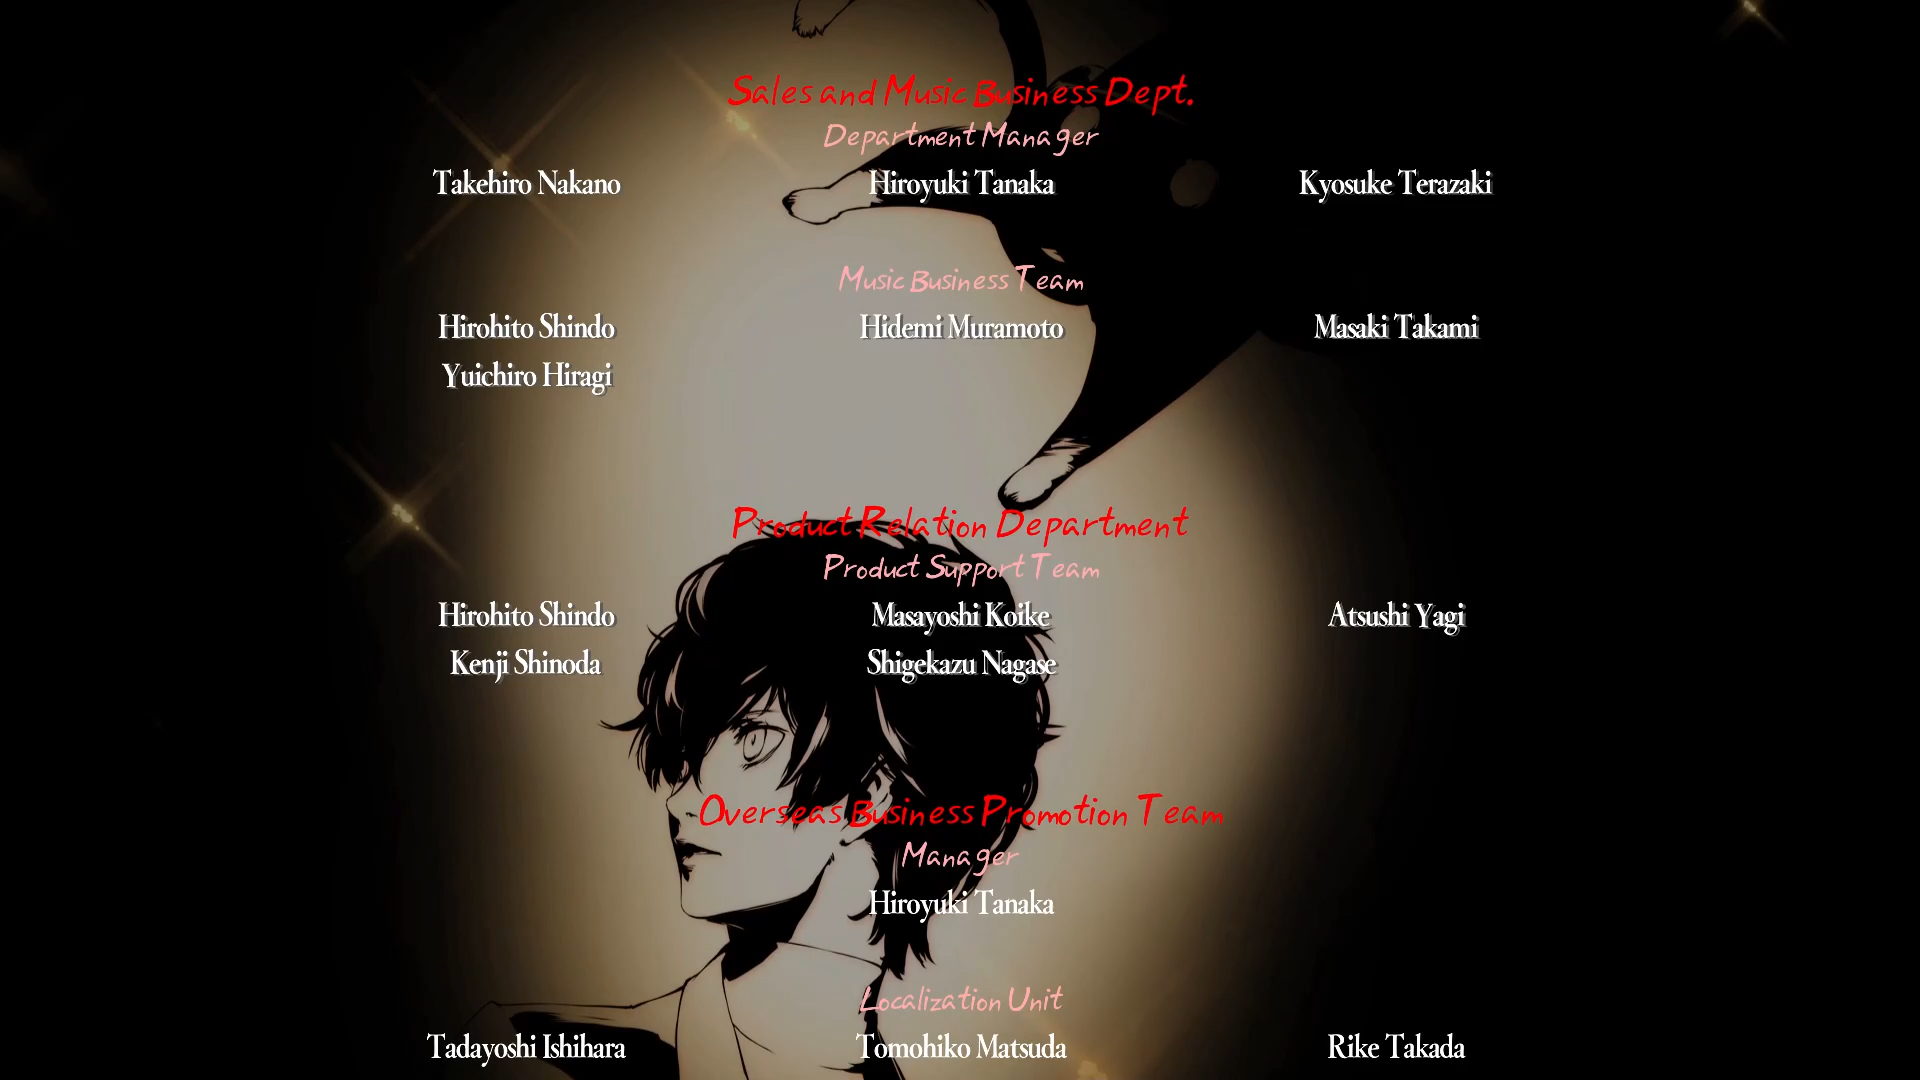 Sales and Music Business Dept.
Department Manager
Takehiro Nakano Hiroyuki Tanaka Kyosuke Terazaki
Music Business Team
Hirohito Shindo Hidemi Muramoto Masaki Takami
Yuichiro Hiragi
Product Relation Department
Product Support Team
Hirohito Shindo Masayoshi Koike Atsushi Yagi
Kenji Shinoda Shigekazu Nagase
Overseas Business Promotion Team
Manager
Hiroyuki Tanaka
Localization Unit
Tadayoshi Ishihara Tomohiko Matsuda Rike Takada